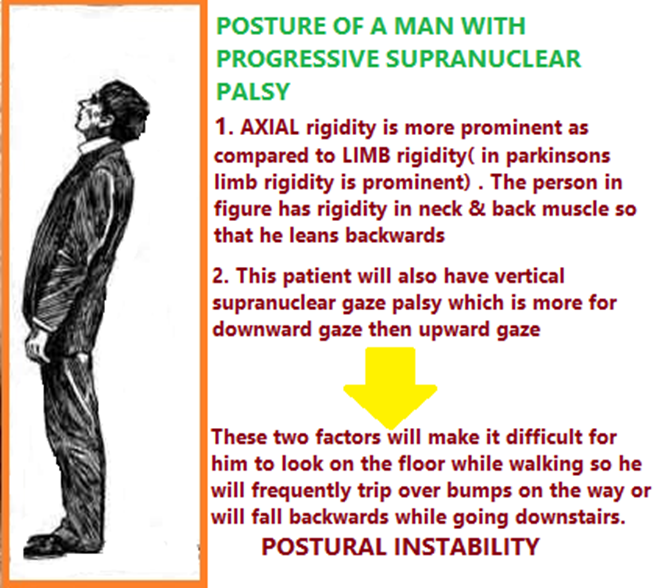 POSTURE OF A MAN WITH
PROGRESSIVE SUPRANUCLEAR
PALSY
1. AXIAL rigidity is more prominent as
compared to LIMB rigidity( in parkinsons
limb rigidity is prominent) . The person in
figure has rigidity in neck & back muscle so
that he leans backwards
2. This patient will also have vertical
supranuclear gaze palsy which is more for
downward gaze then upward gaze
These two factors will make it difficult for
him to look on the floor while walking so he
will frequently trip over bumps on the way or
will fall backwards while going downstairs.
POSTURAL INSTABILITY